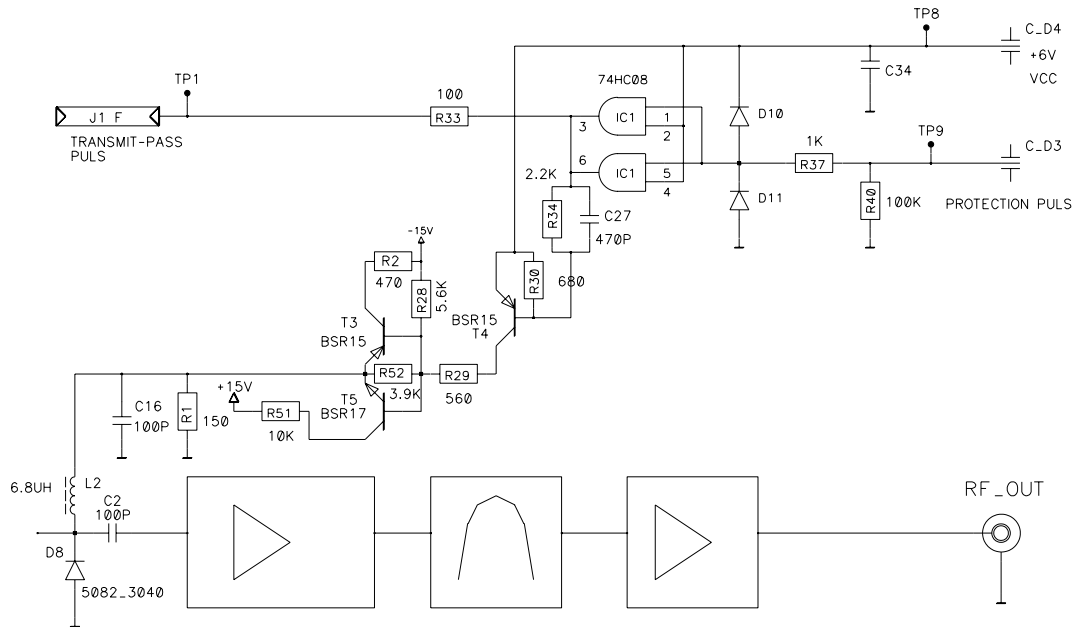 TP8
C_D4
+6V
VCC
TP1
74HC08
C34
100
J1 F
R33
3
IC1
1
2
D10
TRANSMIT-PASS
PULS
1K
TP9
C_D3
6
IC1
5
4
R37
2.2K
D11
R40
100K
PROTECTION PULS
R34
C27
470P
-15V
R2
470
R28
5.6K
R30
680
T3
BSR15
BSR15
T4
R52
3.9K
R29
560
+15V
T5
BSR17
R51
10K
C16
100P
R1
150
6.8UH
L2
C2
100P
RF_OUT
D8
5082_3040